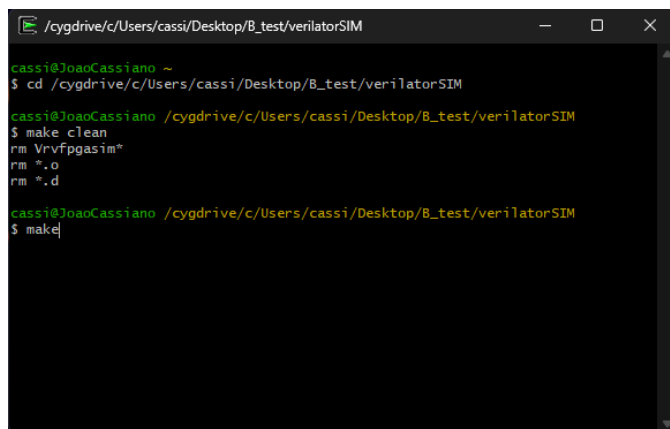 /cygdrive/c/Users/cassi/Desktop/B_test/verilatorSIM
cassi@JoaoCassiano ~
$ cd /cygdrive/c/Users/cassi/Desktop/B_test/verilatorSIM
cassi@JoaoCassiano /cygdrive/c/Users/cassi/Desktop/B_test/verilatorSIM
$ make clean
rm Vrvfpgasim*
rm *.o
rm *.d
cassi@JoaoCassiano /cygdrive/c/Users/cassi/Desktop/B_test/verilatorSIM
$ make